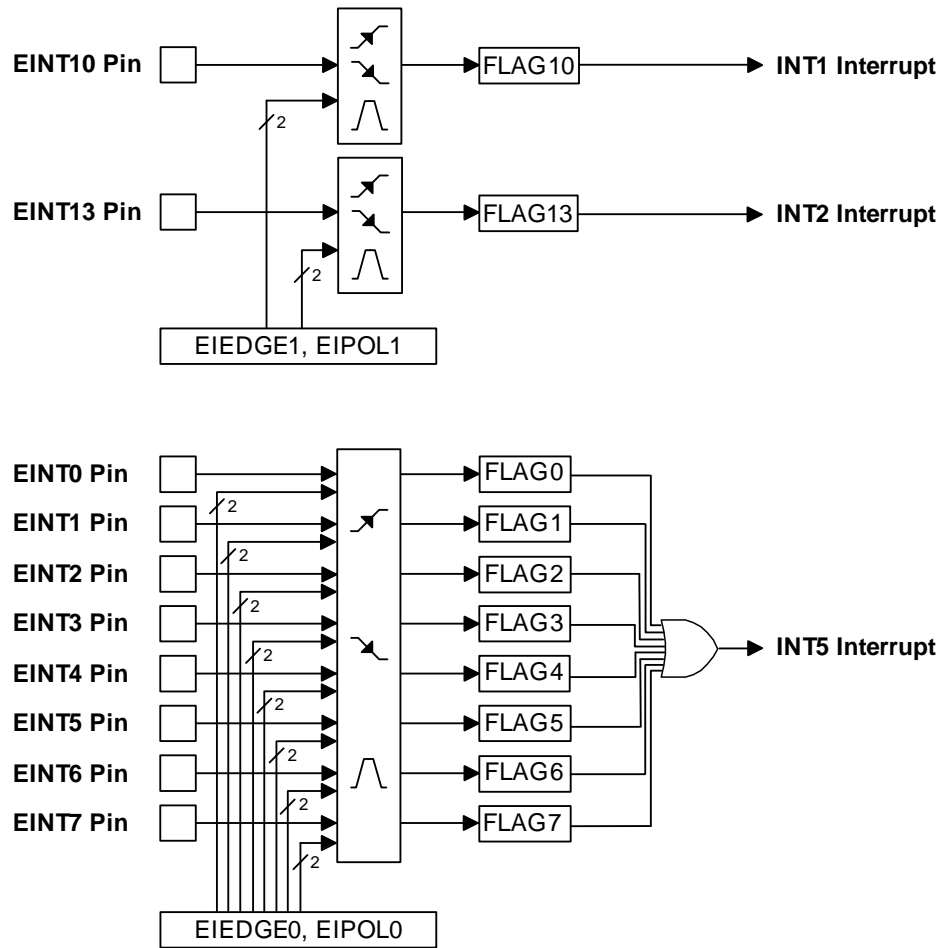 EINT10 Pin
2
FLAG10
INT1 Interrupt
EINT13 Pin
2
FLAG13
INT2 Interrupt
EIEDGE1, EIPOL1
EINT0 Pin
2
FLAG0
EINT1 Pin
2
FLAG1
EINT2 Pin
2
FLAG2
EINT3 Pin
2
FLAG3
EINT4 Pin
2
FLAG4
INT5 Interrupt
EINT5 Pin
2
FLAG5
EINT6 Pin
2
FLAG6
EINT7 Pin
2
FLAG7
EIEDGE0, EIPOL0